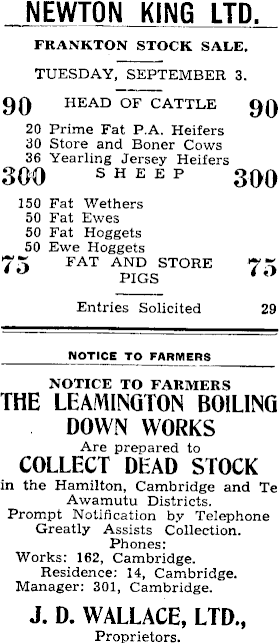 NEWTON KING LTD.
FRANKTON STOCK SALE.
TUESDAY, SEPTEMBER 3.
90 HEAD OF CATTLE 90
20 Prime Fat P.A. Heifers
30 Store and Boner Cows
36 Yearling Jersey Heifers
300 SHEEP 300
150 Fat Wethers
50 Fat Ewes
50 Fat Hoggets
50 Ewe Hoggets
75 FAT AND STORE 75
PIGS
Entries Solicited 29
NOTICE TO FARMERS
NOTICE TO FARMERS
THE LEAMINGTON BOILING
DOWN WORKS
Are prepared to
COLLECT DEAD STOCK
in the Hamilton, Cambridge and Te
Awamutu Districts.
Prompt Notification by Telephone
Greatly Assists Collection.
Phones:
Works: 162, Cambridge.
Residence: 14, Cambridge.
Manager: 301, Cambridge.
J. D. WALLACE, LTD.,
Proprietors.